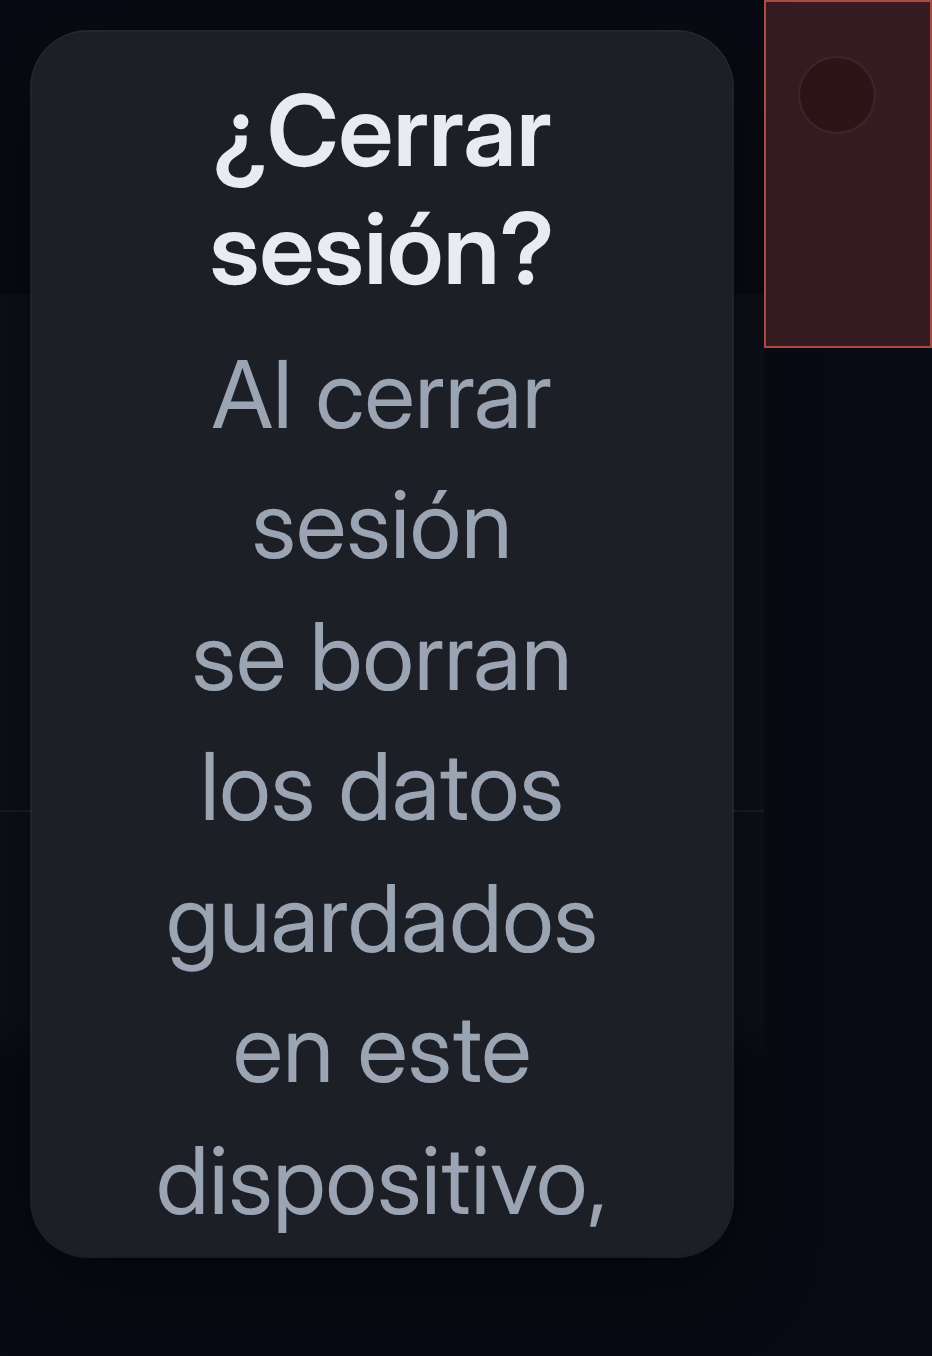 ¿Cerrar
sesión?
Al cerrar
sesión
se borran
los datos
guardados
en este
dispositivo,